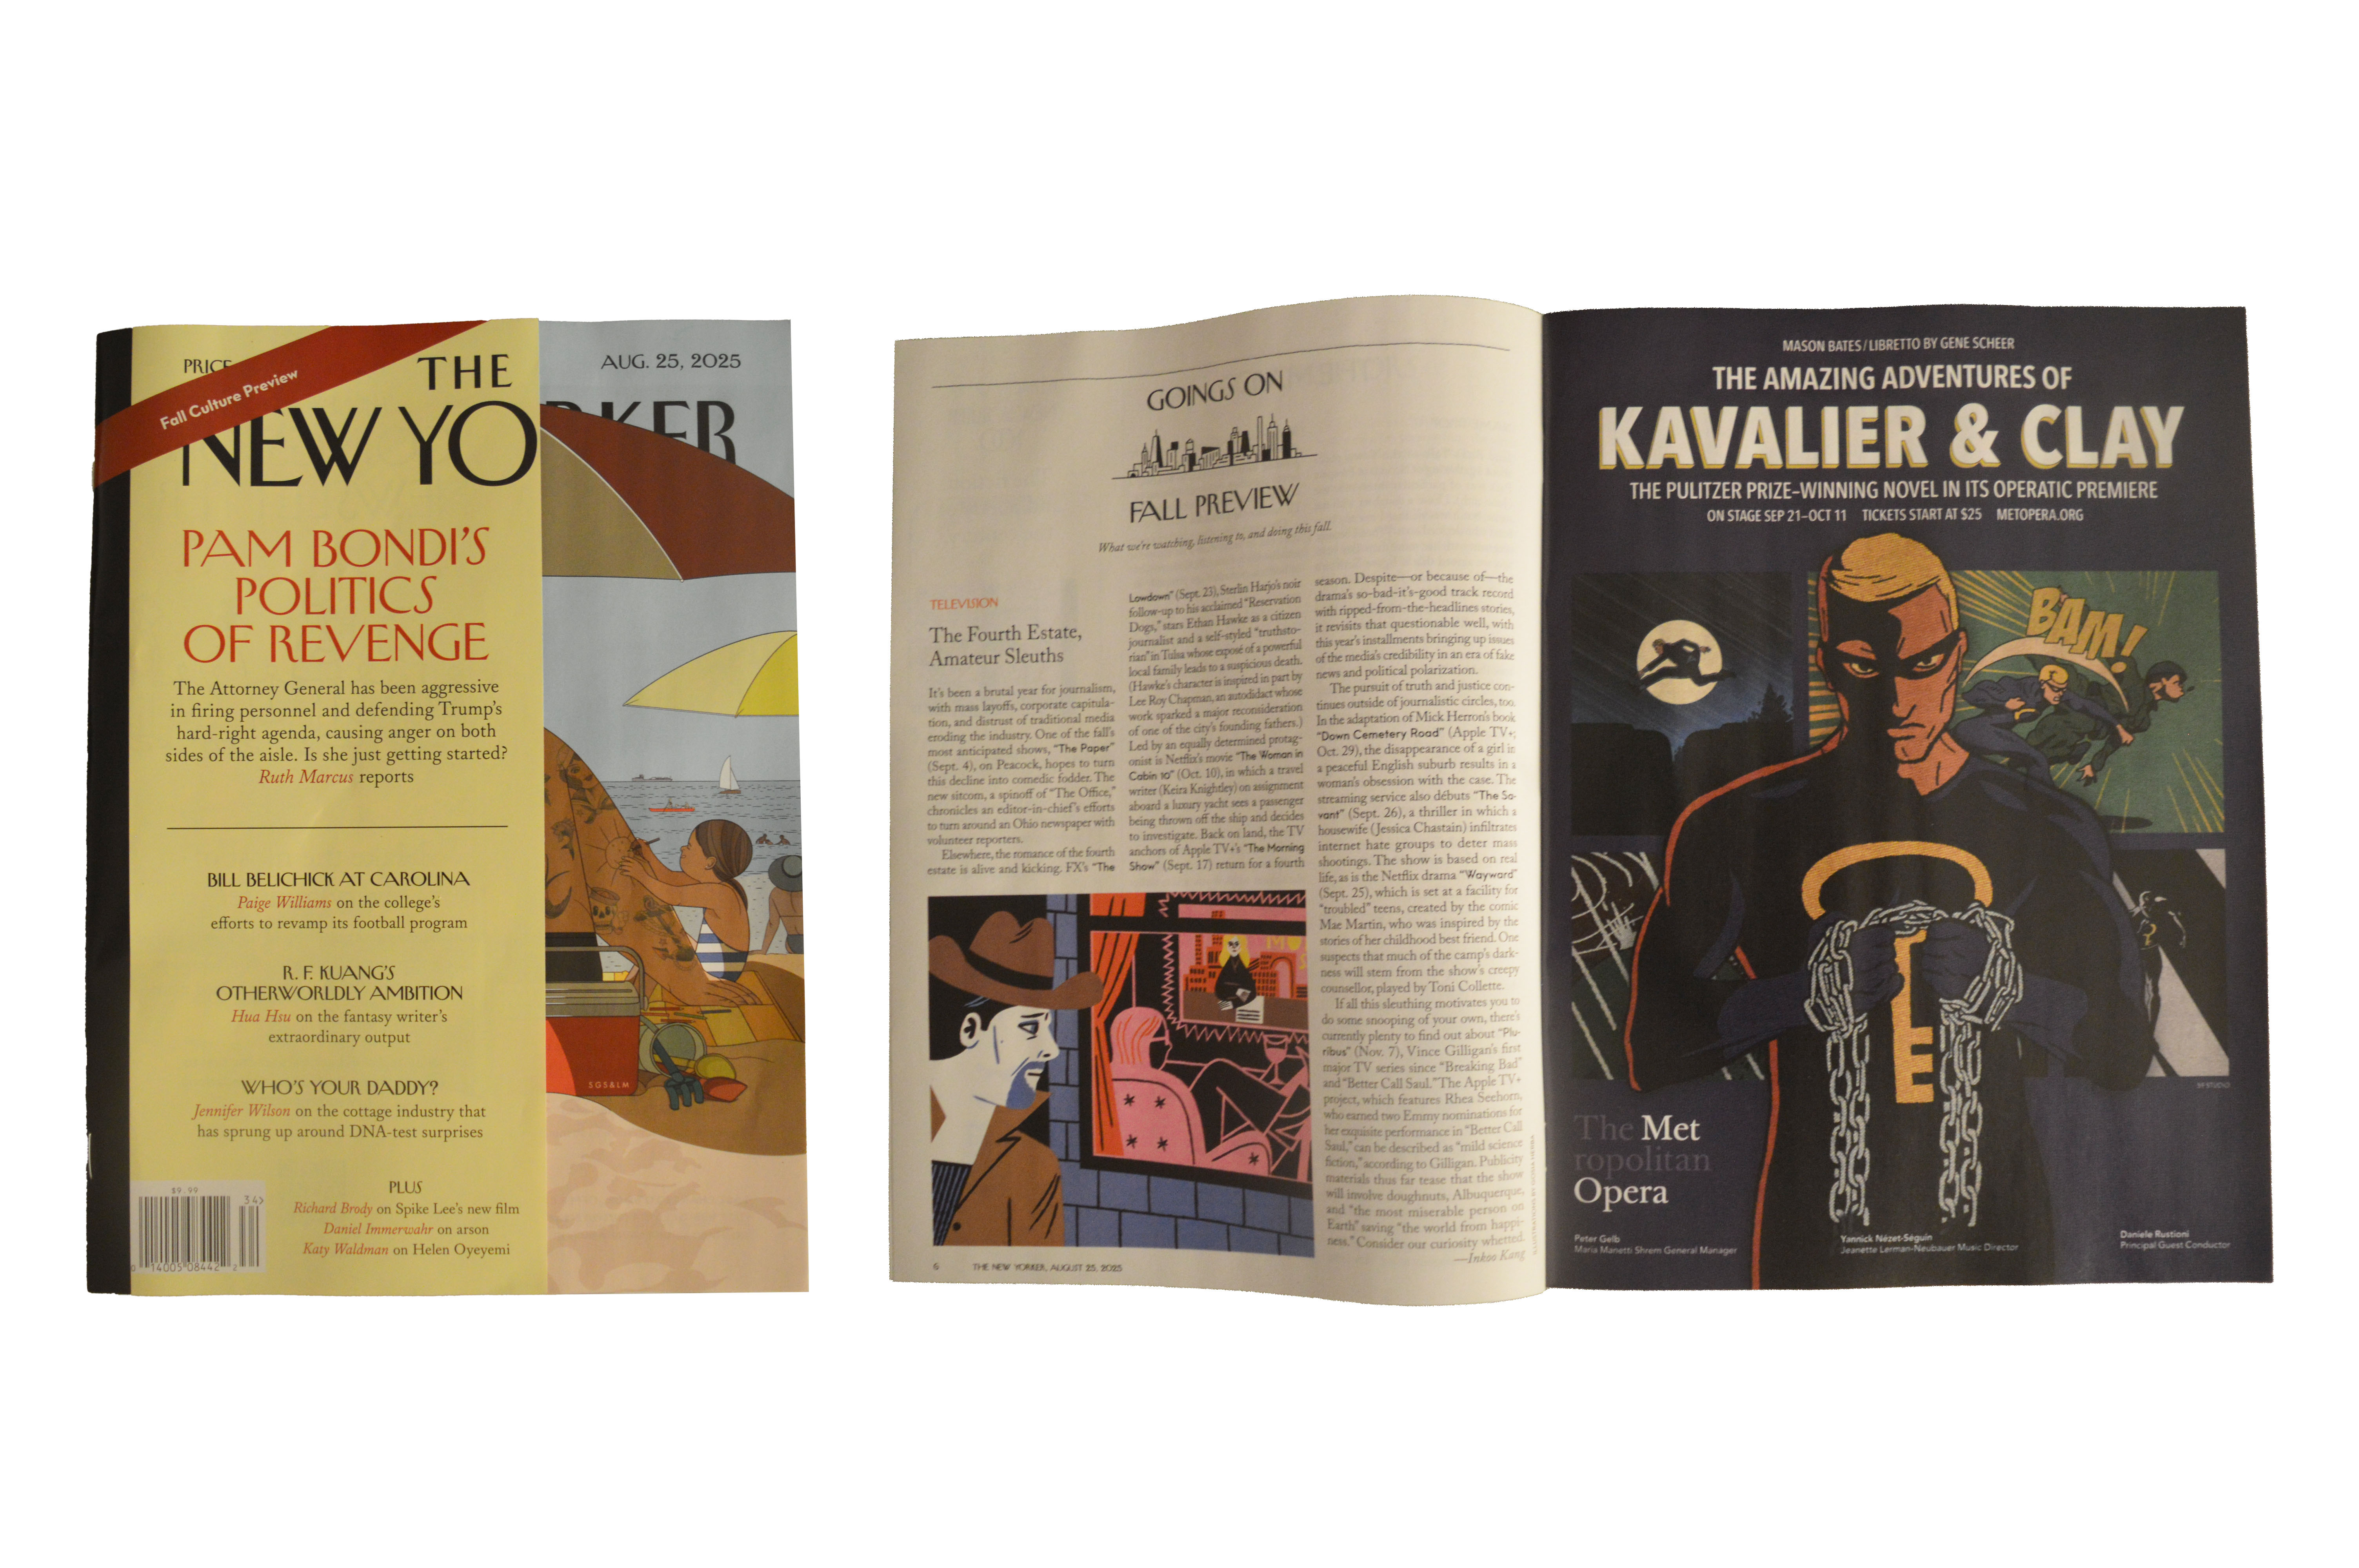 PRICE
THE
AUG. 25, 2025
Fall Culture Preview
NEW YO
RKER
PAM BONDI'S
POLITICS
OF REVENGE
The Attorney General has been aggressive
in firing personnel and defending Trump's
hard-right agenda, causing anger on both
sides of the aisle. Is she just getting started?
Ruth Marcus reports
BILL BELICHICK AT CAROLINA
Paige Williams on the college's
efforts to revamp its football program
R. F. KUANG'S
OTHERWORLDLY AMBITION
Hua Hsu on the fantasy writer's
extraordinary output
WHO'S YOUR DADDY?
Jennifer Wilson on the cottage industry that
has sprung up around DNA-test surprises
PLUS
Richard Brody on Spike Lee's new film
Daniel Immerwahr on arson
Katy Waldman on Helen Oyeyemi
$9.99
34>
0 14005 08442 2
SGS&LM
GOINGS ON
FALL PREVIEW
What we're watching, listening to, and doing this fall.
TELEVISION
The Fourth Estate,
Amateur Sleuths
It's been a brutal year for journalism,
with mass layoffs, corporate capitula-
tion, and distrust of traditional media
eroding the industry. One of the fall's
most anticipated shows, "The Paper"
(Sept. 4), on Peacock, hopes to turn
this decline into comedic fodder. The
new sitcom, a spinoff of "The Office,"
chronicles an editor-in-chief's efforts
to turn around an Ohio newspaper with
volunteer reporters.
Elsewhere, the romance of the fourth
estate is alive and kicking. FX's "The
Lowdown" (Sept. 23), Sterlin Harjo's noir
follow-up to his acclaimed "Reservation
Dogs," stars Ethan Hawke as a citizen
journalist and a self-styled "truthsto-
rian" in Tulsa whose exposé of a powerful
local family leads to a suspicious death.
(Hawke's character is inspired in part by
Lee Roy Chapman, an autodidact whose
work sparked a major reconsideration
of one of the city's founding fathers.)
Led by an equally determined protag-
onist is Netflix's movie "The Woman in
Cabin 10" (Oct. 10), in which a travel
writer (Keira Knightley) on assignment
aboard a luxury yacht sees a passenger
being thrown off the ship and decides
to investigate. Back on land, the TV
anchors of Apple TV+'s "The Morning
Show" (Sept. 17) return for a fourth
season. Despite—or because of—the
drama's so-bad-it's-good track record
with ripped-from-the-headlines stories,
it revisits that questionable well, with
this year's installments bringing up issues
of the media's credibility in an era of fake
news and political polarization.
The pursuit of truth and justice con-
tinues outside of journalistic circles, too.
In the adaptation of Mick Herron's book
"Down Cemetery Road" (Apple TV+;
Oct. 29), the disappearance of a girl in
a peaceful English suburb results in a
woman's obsession with the case. The
streaming service also débuts "The Sa-
vant" (Sept. 26), a thriller in which a
housewife (Jessica Chastain) infiltrates
internet hate groups to deter mass
shootings. The show is based on real
life, as is the Netflix drama "Wayward"
(Sept. 25), which is set at a facility for
"troubled" teens, created by the comic
Mae Martin, who was inspired by the
stories of her childhood best friend. One
suspects that much of the camp's dark-
ness will stem from the show's creepy
counsellor, played by Toni Collette.
If all this sleuthing motivates you to
do some snooping of your own, there's
currently plenty to find out about "Plu-
ribus" (Nov. 7), Vince Gilligan's first
major TV series since "Breaking Bad"
and "Better Call Saul." The Apple TV+
project, which features Rhea Seehorn,
who earned two Emmy nominations for
her exquisite performance in "Better Call
Saul," can be described as "mild science
fiction," according to Gilligan. Publicity
materials thus far tease that the show
will involve doughnuts, Albuquerque,
and "the most miserable person on
Earth" saving "the world from happi-
ness." Consider our curiosity whetted.
—Inkoo Kang
6 THE NEW YORKER, AUGUST 25, 2025
MASON BATES / LIBRETTO BY GENE SCHEER
THE AMAZING ADVENTURES OF
KAVALIER & CLAY
THE PULITZER PRIZE-WINNING NOVEL IN ITS OPERATIC PREMIERE
ON STAGE SEP 21–OCT 11 TICKETS START AT $25 METOPERA.ORG
BAM!
59 STUDIO
The Met
ropolitan
Opera
Peter Gelb
Maria Manetti Shrem General Manager
Yannick Nézet-Séguin
Jeanette Lerman-Neubauer Music Director
Daniele Rustioni
Principal Guest Conductor